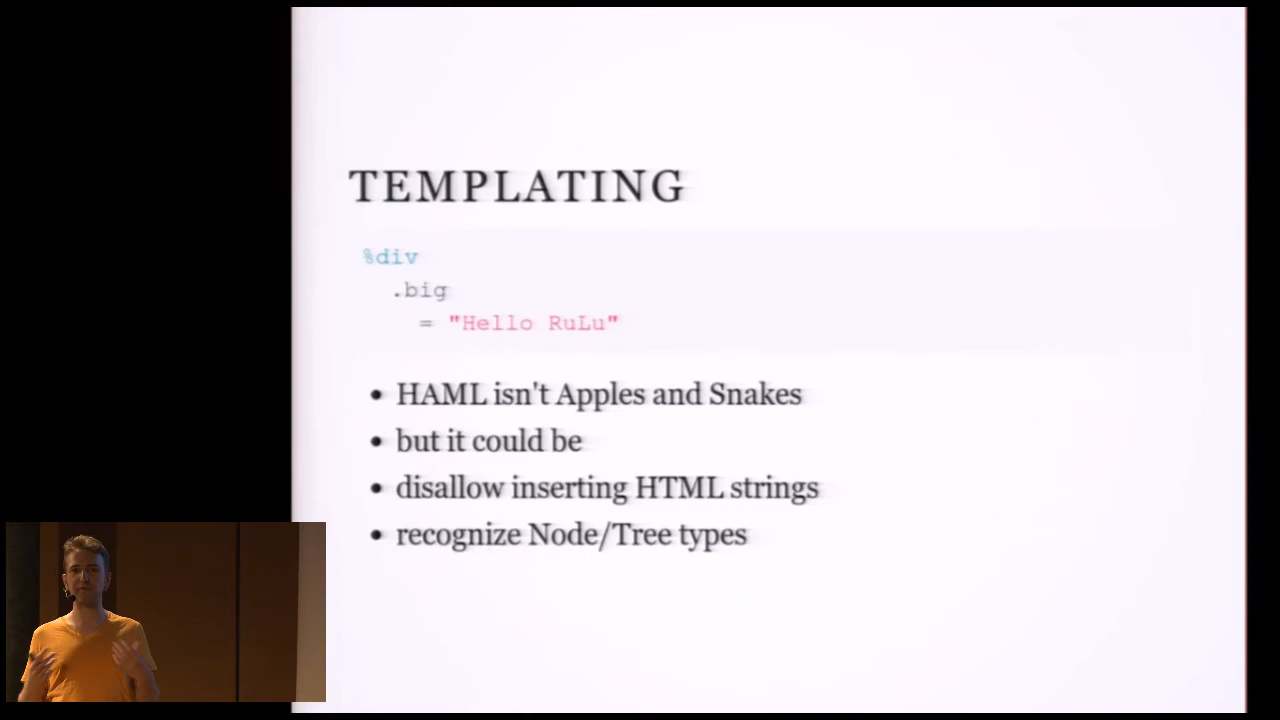 TEMPLATING
%div
.big
= "Hello RuLu"
• HAML isn't Apples and Snakes
• but it could be
• disallow inserting HTML strings
• recognize Node/Tree types